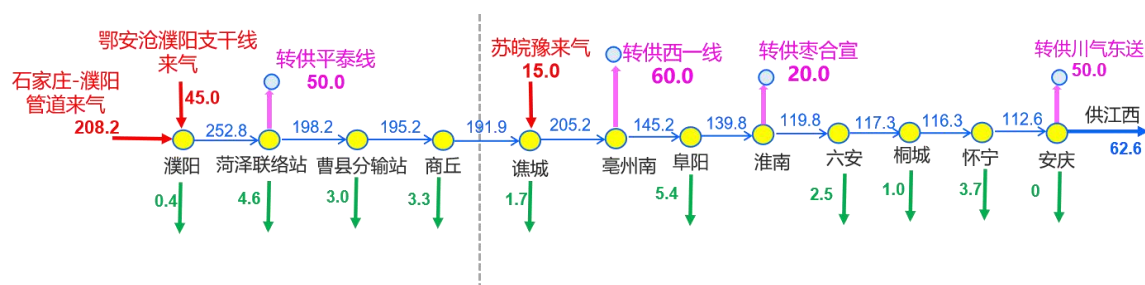 鄂安沧濮阳支干线
来气
45.0
石家庄-濮阳
管道来气
208.2
转供平泰线
50.0
苏皖豫来气
15.0
转供西一线
60.0
转供枣合宣
20.0
转供川气东送
50.0
供江西
62.6
252.8
198.2
195.2
191.9
205.2
145.2
139.8
119.8
117.3
116.3
112.6
濮阳
菏泽联络站
曹县分输站
商丘
谯城
亳州南
阜阳
淮南
六安
桐城
怀宁
安庆
0.4
4.6
3.0
3.3
1.7
5.4
2.5
1.0
3.7
0